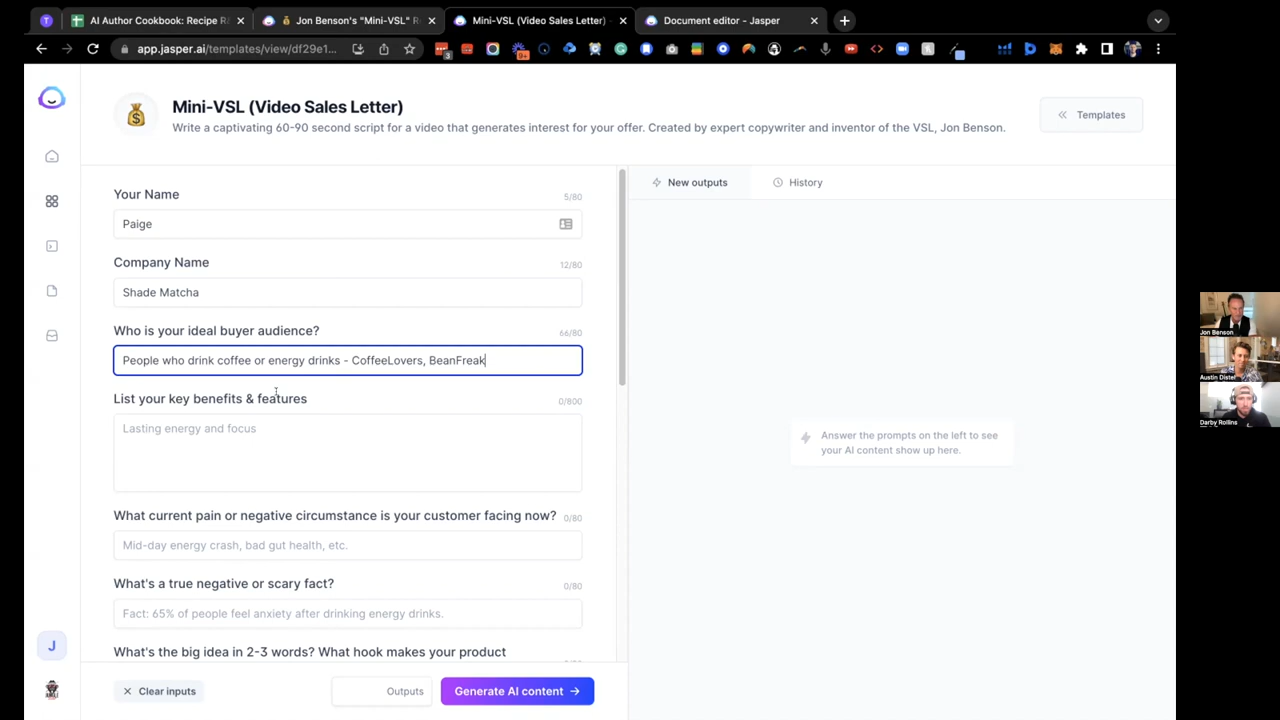 T
AI Author Cookbook: Recipe R
Jon Benson's "Mini-VSL" R
Mini-VSL (Video Sales Letter)
Document editor - Jasper
app.jasper.ai/templates/view/df29e1...
3
9+
Mini-VSL (Video Sales Letter)
Write a captivating 60-90 second script for a video that generates interest for your offer. Created by expert copywriter and inventor of the VSL, Jon Benson.
Templates
Your Name
5/80
Paige
Company Name
12/80
Shade Matcha
Who is your ideal buyer audience?
66/80
People who drink coffee or energy drinks - CoffeeLovers, BeanFreak
List your key benefits & features
0/800
Lasting energy and focus
What current pain or negative circumstance is your customer facing now?
0/80
Mid-day energy crash, bad gut health, etc.
What's a true negative or scary fact?
0/80
Fact: 65% of people feel anxiety after drinking energy drinks.
What's the big idea in 2-3 words? What hook makes your product
Clear inputs
Outputs
Generate AI content
New outputs
History
Answer the prompts on the left to see
your AI content show up here.
J
Jon Benson
Austin Distel
Darby Rollins